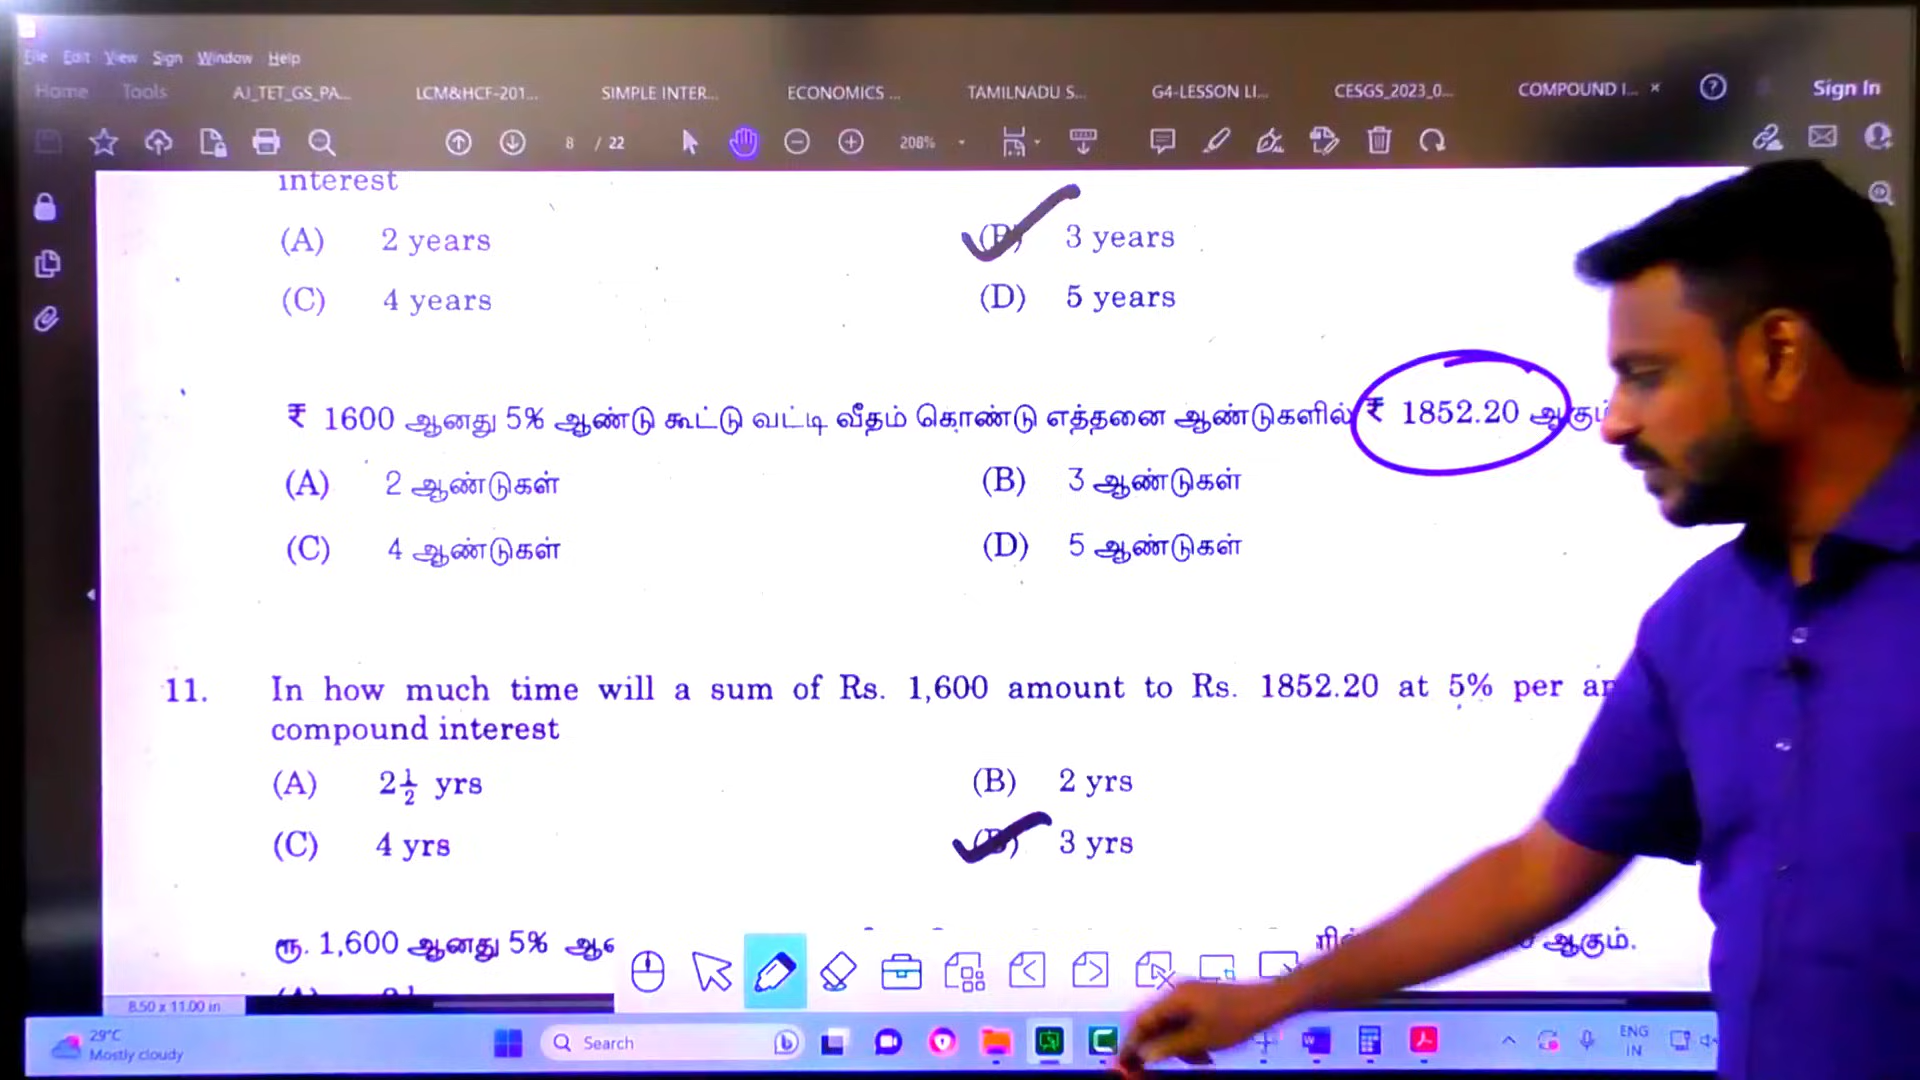 File Edit View Sign Window Help
Home Tools AJ_TET_GS_PA... LCM&HCF-201... SIMPLE INTER... ECONOMICS ... TAMILNADU S... G4-LESSON LI... CESGS_2023_0... COMPOUND I... × Sign In
8 / 22 208%
interest
(A) 2 years (B) 3 years
(C) 4 years (D) 5 years
₹ 1600 ஆனது 5% ஆண்டு கூட்டு வட்டி வீதம் கொண்டு எத்தனை ஆண்டுகளில் ₹ 1852.20 ஆகும்
(A) 2 ஆண்டுகள் (B) 3 ஆண்டுகள்
(C) 4 ஆண்டுகள் (D) 5 ஆண்டுகள்
11. In how much time will a sum of Rs. 1,600 amount to Rs. 1852.20 at 5% per
compound interest
(A) 2½ yrs (B) 2 yrs
(C) 4 yrs (D) 3 yrs
ரூ. 1,600 ஆனது 5% ஆகும்.
8.50 x 11.00 in
29°C
Mostly cloudy
Search
ENG
IN